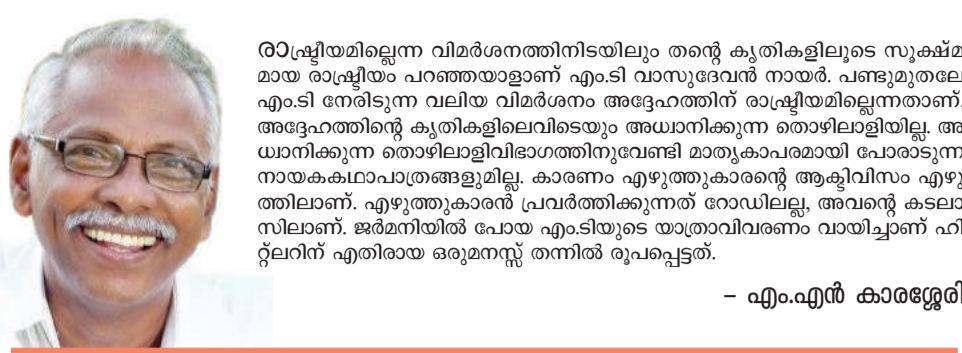 രാഷ്ട്രീയമില്ലെന്ന വിമർശനത്തിനിടയിലും തന്റെ കൃതികളിലൂടെ സൂക്ഷ്മ
മായ രാഷ്ട്രീയം പറഞ്ഞയാളാണ് എം.ടി വാസുദേവൻ നായർ. പണ്ടുമുതലേ
എം.ടി നേരിടുന്ന വലിയ വിമർശനം അദ്ദേഹത്തിന് രാഷ്ട്രീയമില്ലെന്നതാണ്.
അദ്ദേഹത്തിന്റെ കൃതികളിലെവിടെയും അധ്വാനിക്കുന്ന തൊഴിലാളിയില്ല. അ
ധ്വാനിക്കുന്ന തൊഴിലാളിവിഭാഗത്തിനുവേണ്ടി മാതൃകാപരമായി പോരാടുന്ന
നായകകഥാപാത്രങ്ങളുമില്ല. കാരണം എഴുത്തുകാരന്റെ ആക്ടിവിസം എഴു
ത്തിലാണ്. എഴുത്തുകാരൻ പ്രവർത്തിക്കുന്നത് റോഡിലല്ല, അവന്റെ കടലാ
സിലാണ്. ജർമനിയിൽ പോയ എം.ടിയുടെ യാത്രാവിവരണം വായിച്ചാണ് ഹി
റ്റ്ലറിന് എതിരായ ഒരുമനസ്സ് തന്നിൽ രൂപപ്പെട്ടത്.
– എം.എൻ കാരശ്ശേരി